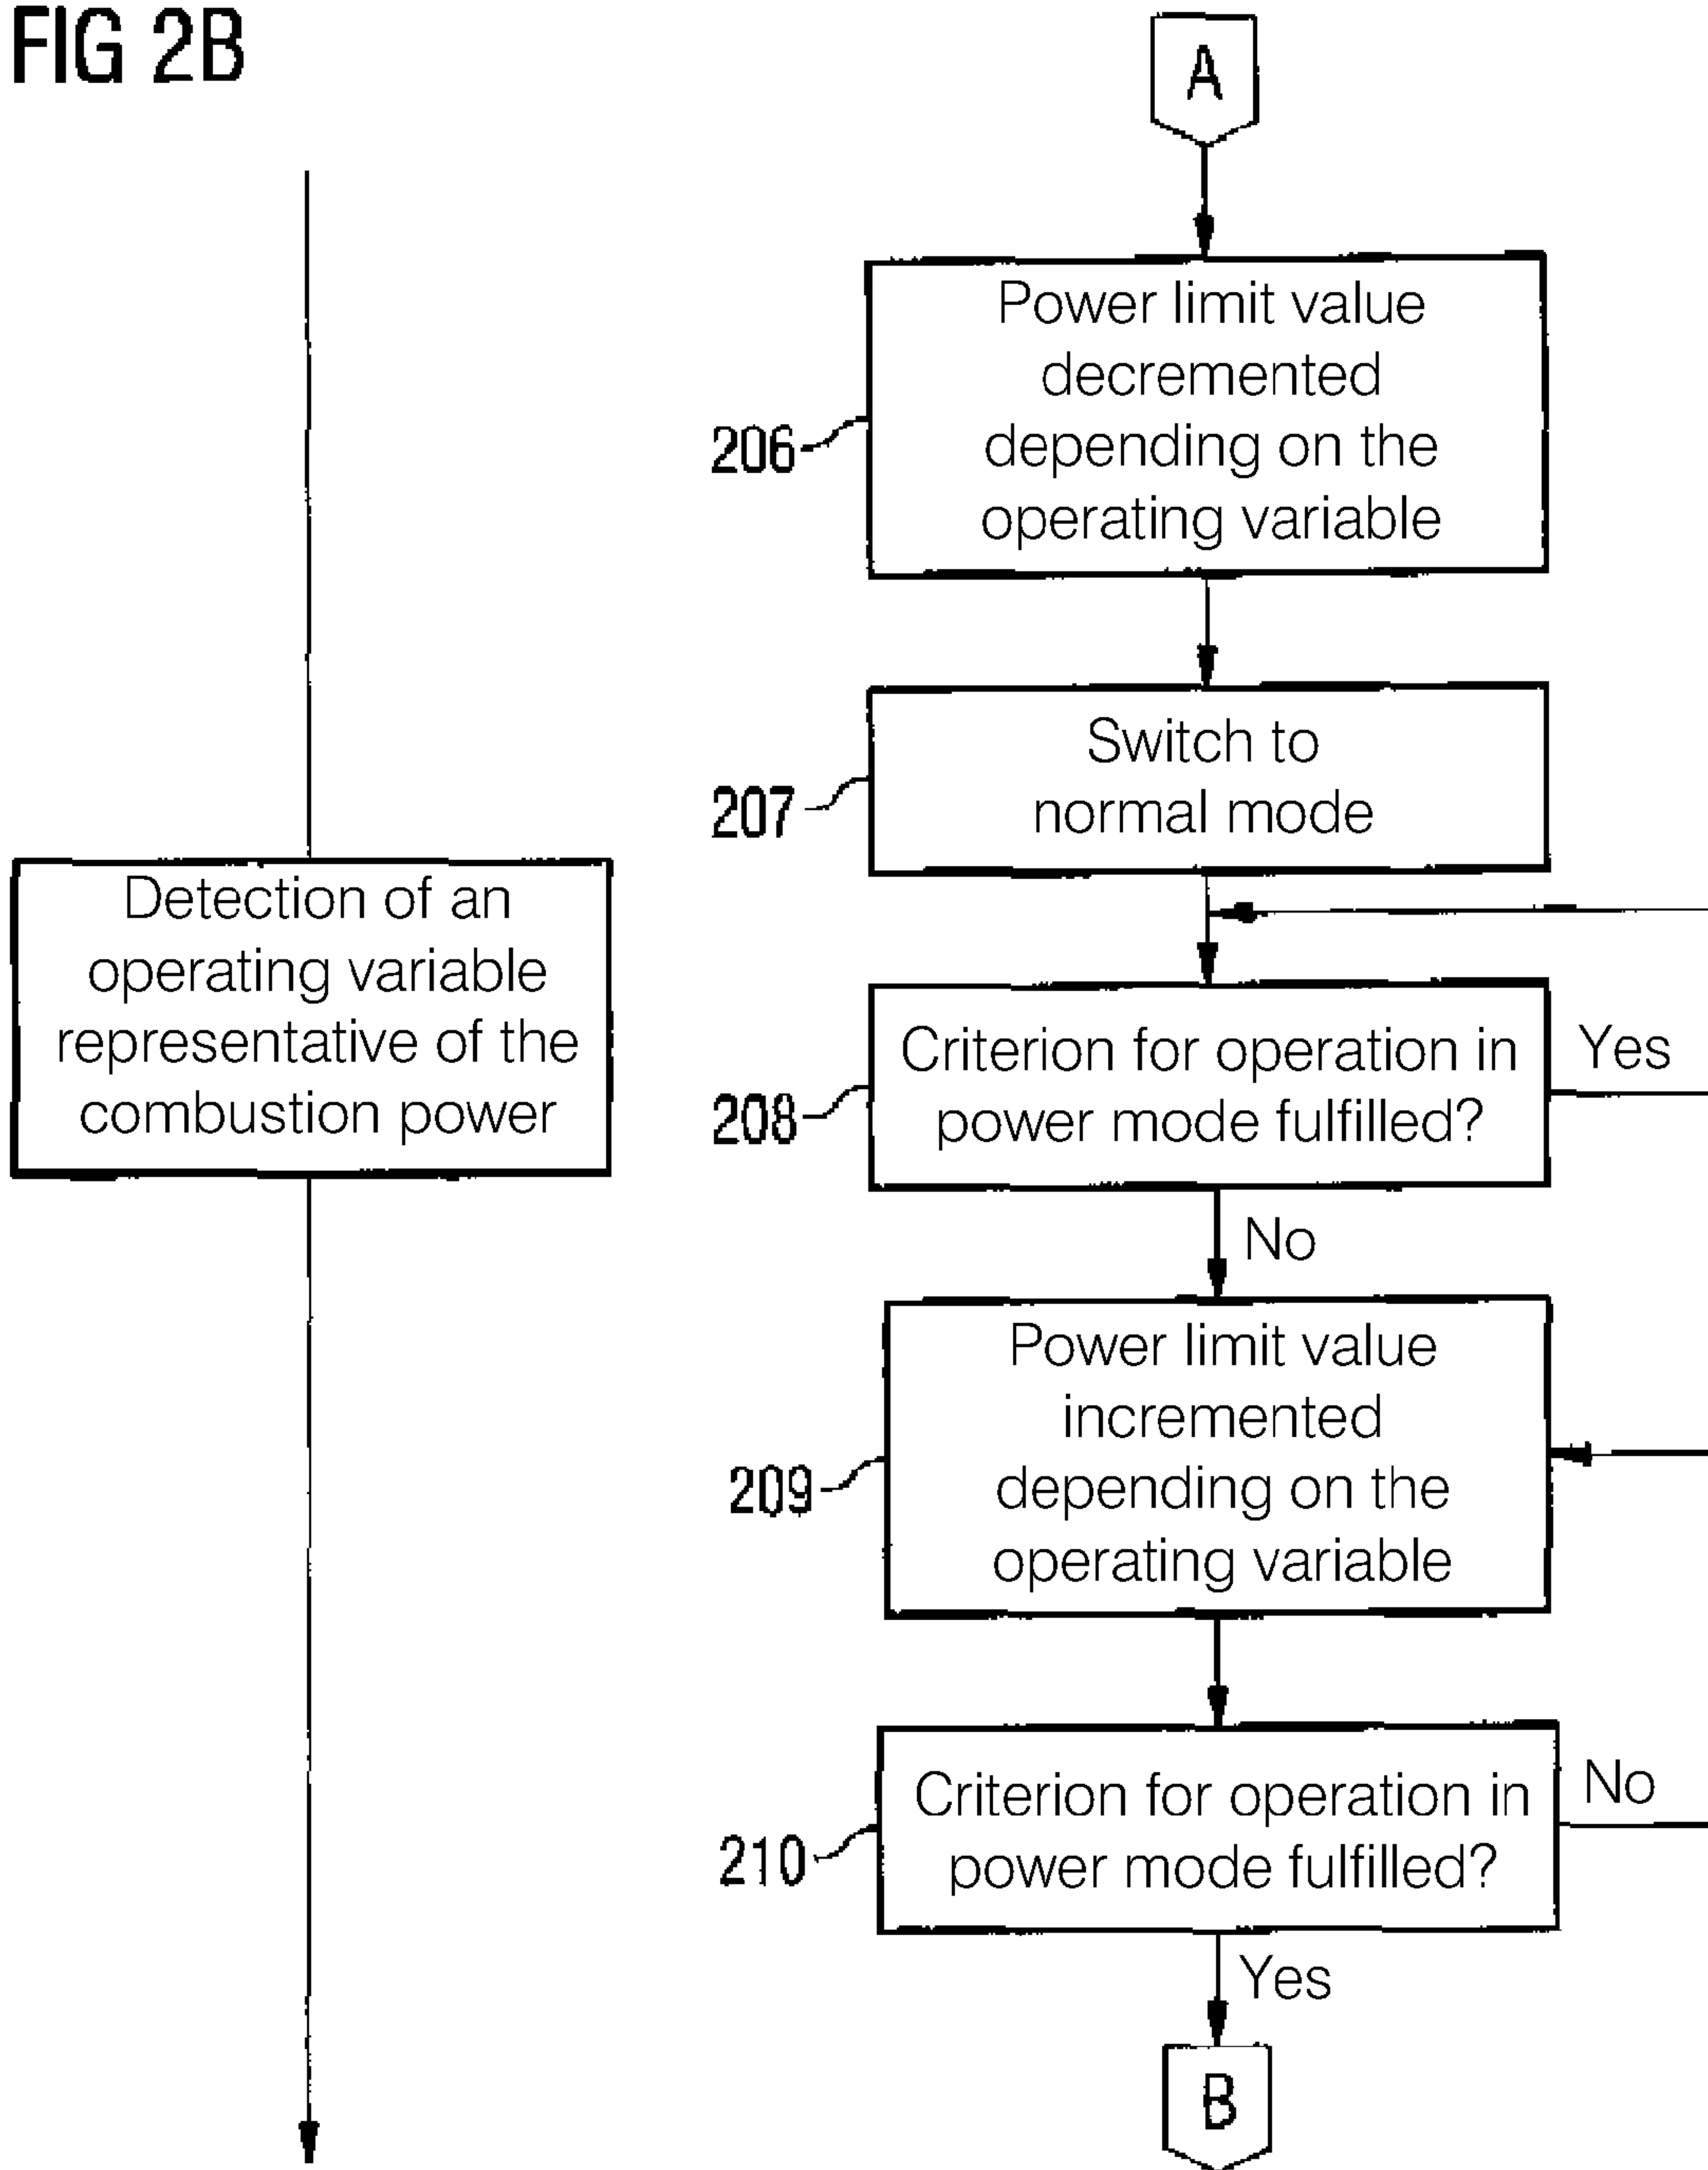 FIG 2B
A
Power limit value
decremented
depending on the
operating variable
206
Switch to
normal mode
207
Detection of an
operating variable
representative of the
combustion power
Criterion for operation in
power mode fulfilled?
208
Yes
No
Power limit value
incremented
depending on the
operating variable
209
Criterion for operation in
power mode fulfilled?
210
No
Yes
B